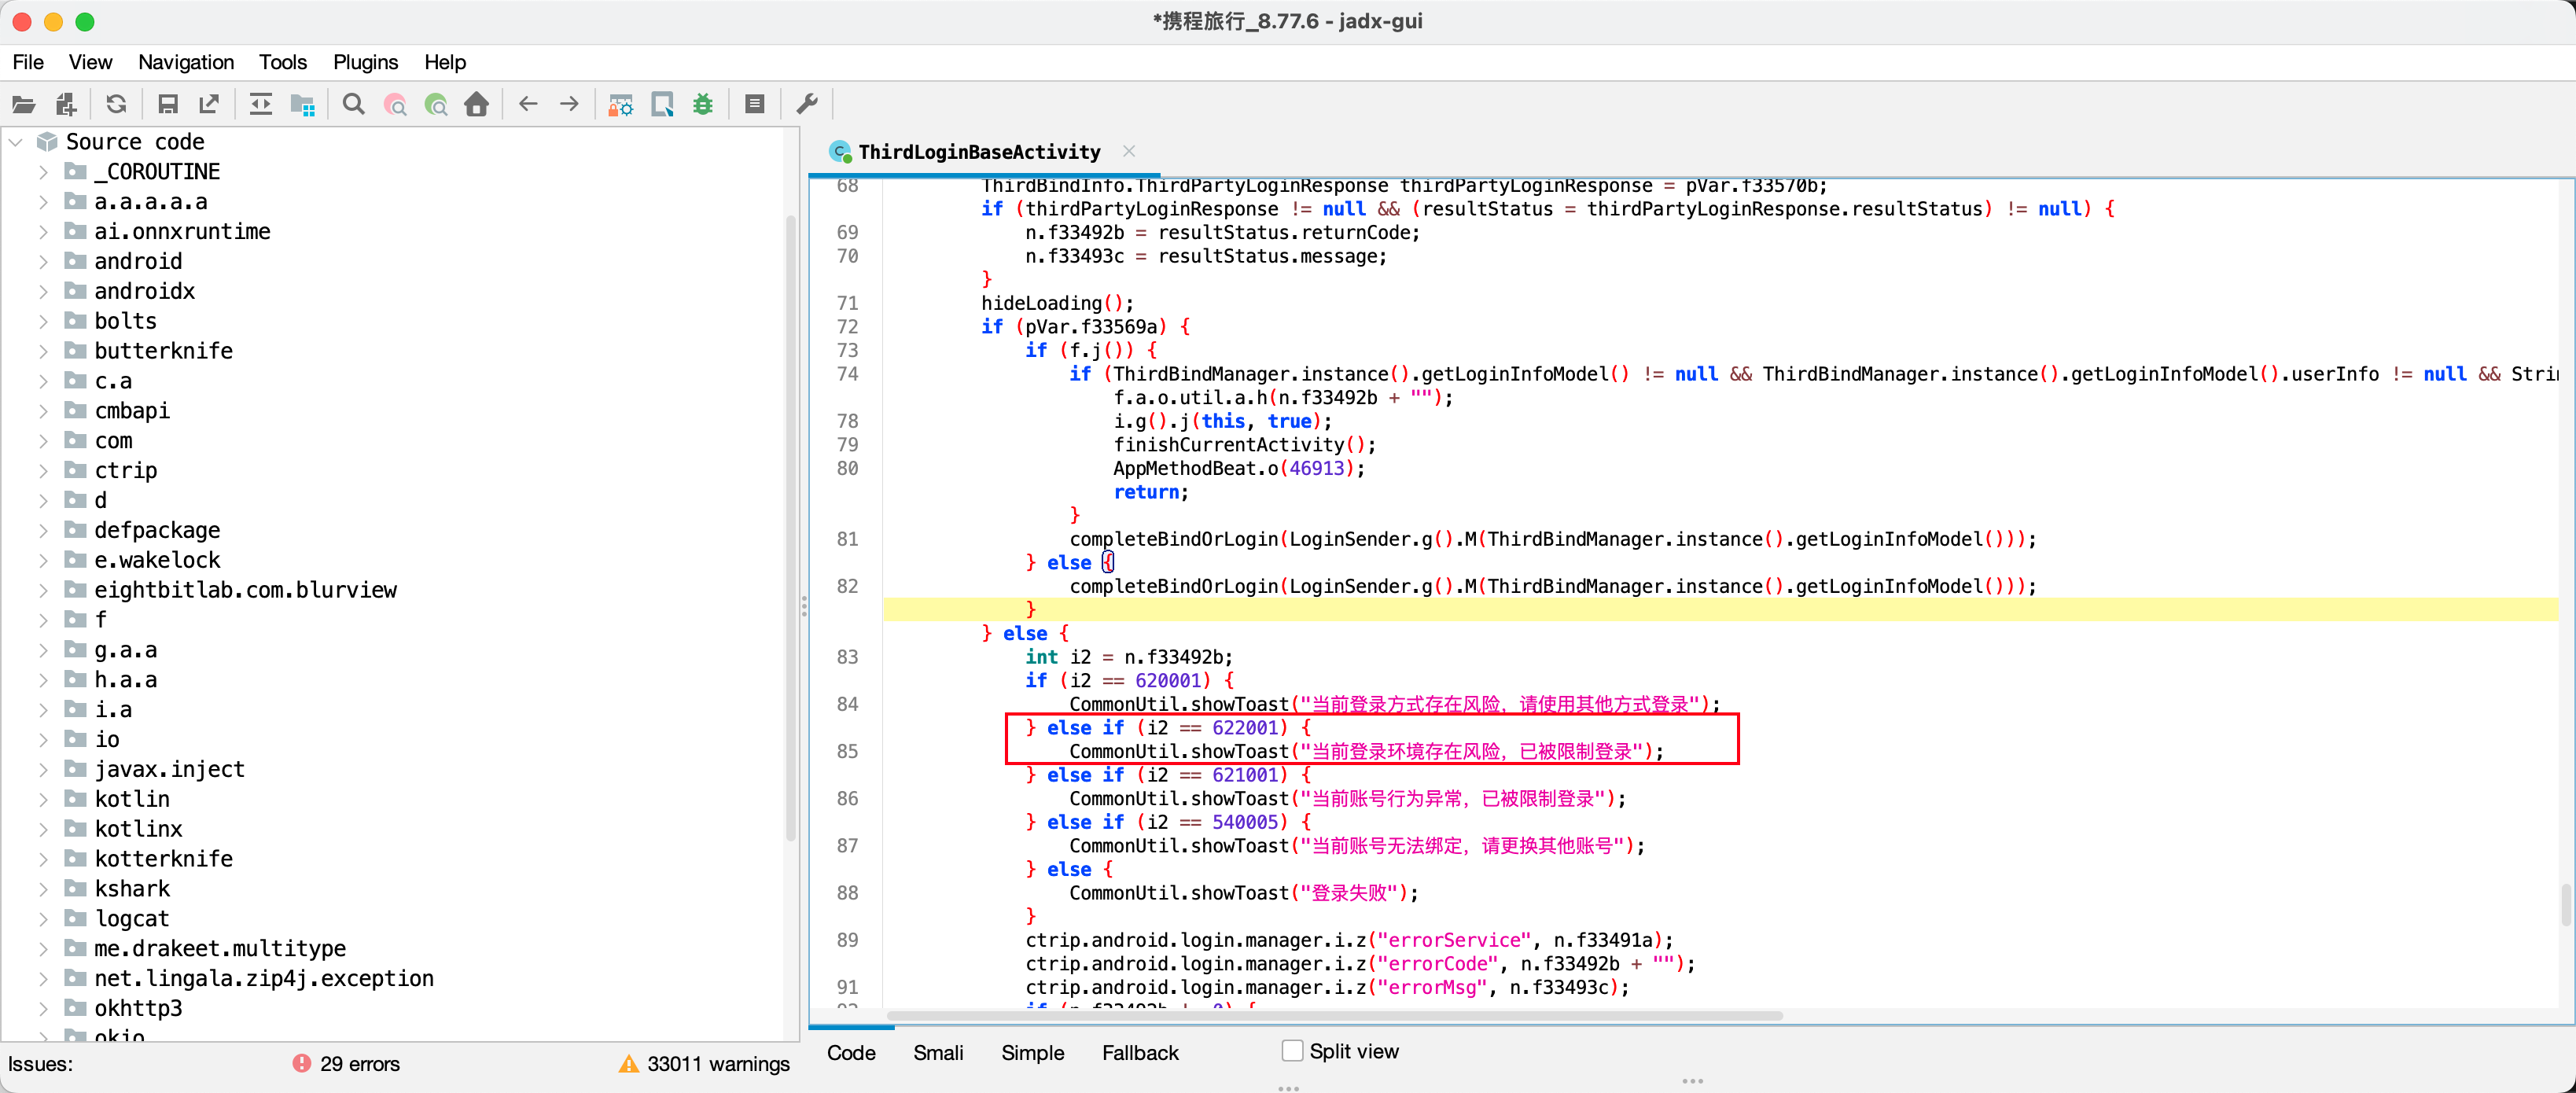 *携程旅行_8.77.6 - jadx-gui
File View Navigation Tools Plugins Help
Source code
_COROUTINE
a.a.a.a.a
ai.onnxruntime
android
androidx
bolts
butterknife
c.a
cmbapi
com
ctrip
d
defpackage
e.wakelock
eightbitlab.com.blurview
f
g.a.a
h.a.a
i.a
io
javax.inject
kotlin
kotlinx
kotterknife
kshark
logcat
me.drakeet.multitype
net.lingala.zip4j.exception
okhttp3
okio
Issues: 29 errors 33011 warnings
ThirdLoginBaseActivity
68 ThirdBindInfo.ThirdPartyLoginResponse thirdPartyLoginResponse = pVar.f33570b;
if (thirdPartyLoginResponse != null && (resultStatus = thirdPartyLoginResponse.resultStatus) != null) {
69 n.f33492b = resultStatus.returnCode;
70 n.f33493c = resultStatus.message;
}
71 hideLoading();
72 if (pVar.f33569a) {
73 if (f.j()) {
74 if (ThirdBindManager.instance().getLoginInfoModel() != null && ThirdBindManager.instance().getLoginInfoModel().userInfo != null && Stri
f.a.o.util.a.h(n.f33492b + "");
78 i.g().j(this, true);
79 finishCurrentActivity();
80 AppMethodBeat.o(46913);
return;
}
81 completeBindOrLogin(LoginSender.g().M(ThirdBindManager.instance().getLoginInfoModel()));
} else {
82 completeBindOrLogin(LoginSender.g().M(ThirdBindManager.instance().getLoginInfoModel()));
}
} else {
83 int i2 = n.f33492b;
if (i2 == 620001) {
84 CommonUtil.showToast("当前登录方式存在风险，请使用其他方式登录");
} else if (i2 == 622001) {
85 CommonUtil.showToast("当前登录环境存在风险，已被限制登录");
} else if (i2 == 621001) {
86 CommonUtil.showToast("当前账号行为异常，已被限制登录");
} else if (i2 == 540005) {
87 CommonUtil.showToast("当前账号无法绑定，请更换其他账号");
} else {
88 CommonUtil.showToast("登录失败");
}
89 ctrip.android.login.manager.i.z("errorService", n.f33491a);
ctrip.android.login.manager.i.z("errorCode", n.f33492b + "");
91 ctrip.android.login.manager.i.z("errorMsg", n.f33493c);
Code Smali Simple Fallback Split view